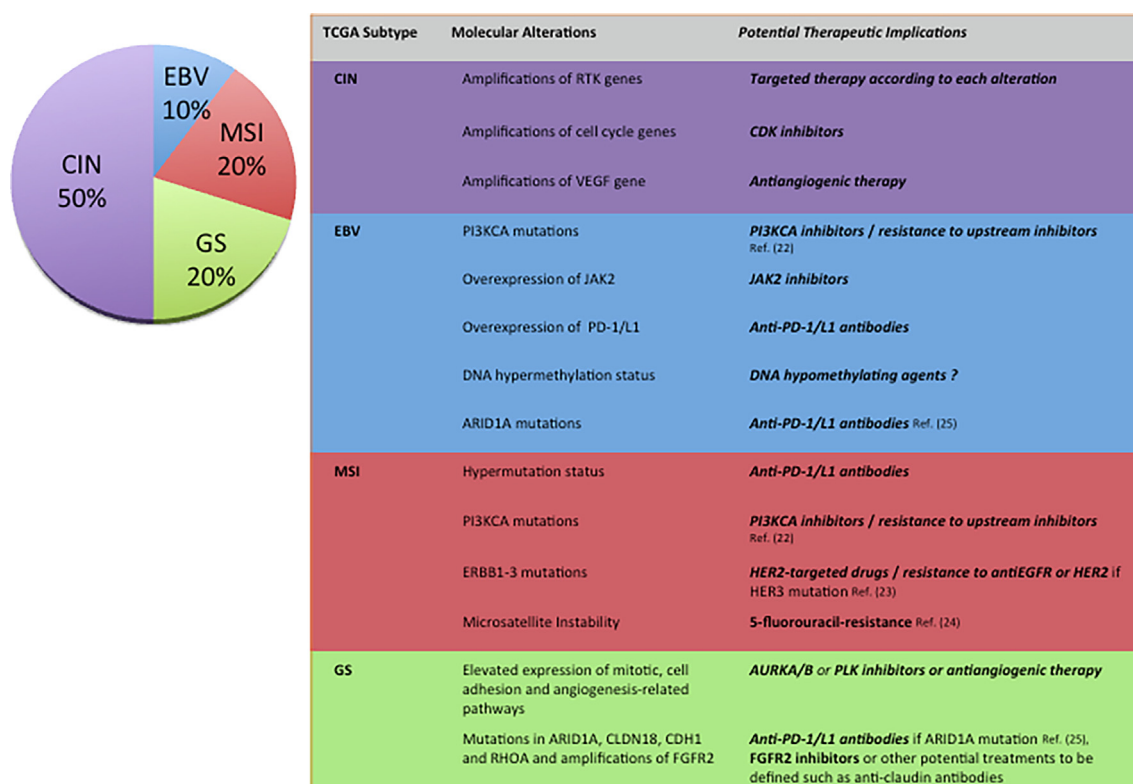 EBV
10%
MSI
20%
CIN
50%
GS
20%
TCGA Subtype Molecular Alterations Potential Therapeutic Implications
CIN Amplifications of RTK genes Targeted therapy according to each alteration
Amplifications of cell cycle genes CDK inhibitors
Amplifications of VEGF gene Antiangiogenic therapy
EBV PI3KCA mutations PI3KCA inhibitors / resistance to upstream inhibitors
Ref. (22)
Overexpression of JAK2 JAK2 inhibitors
Overexpression of PD-1/L1 Anti-PD-1/L1 antibodies
DNA hypermethylation status DNA hypomethylating agents ?
ARID1A mutations Anti-PD-1/L1 antibodies Ref. (25)
MSI Hypermutation status Anti-PD-1/L1 antibodies
PI3KCA mutations PI3KCA inhibitors / resistance to upstream inhibitors
Ref. (22)
ERBB1-3 mutations HER2-targeted drugs / resistance to antiEGFR or HER2 if
HER3 mutation Ref. (23)
Microsatellite Instability 5-fluorouracil-resistance Ref. (24)
GS Elevated expression of mitotic, cell AURKA/B or PLK inhibitors or antiangiogenic therapy
adhesion and angiogenesis-related
pathways
Mutations in ARID1A, CLDN18, CDH1 Anti-PD-1/L1 antibodies if ARID1A mutation Ref. (25),
and RHOA and amplifications of FGFR2 FGFR2 inhibitors or other potential treatments to be
defined such as anti-claudin antibodies